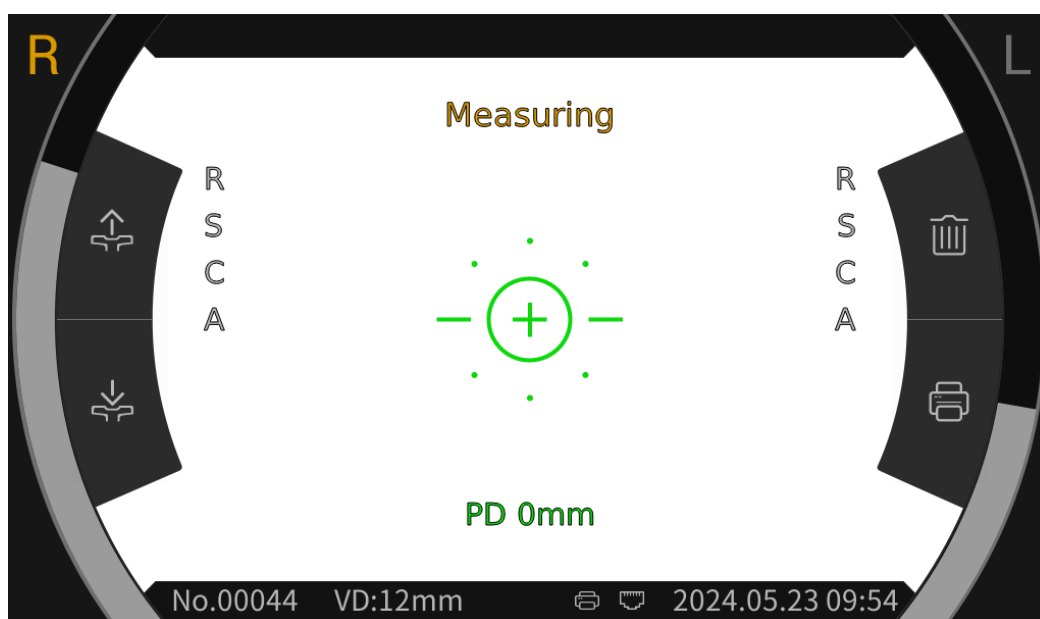 R L
Measuring
R R
S S
C C
A A
PD 0mm
No.00044 VD:12mm 2024.05.23 09:54